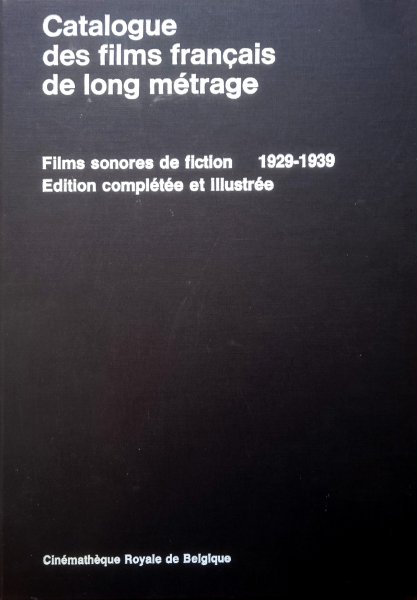 Catalogue
des films français
de long métrage
Films sonores de fiction 1929-1939
Edition complétée et illustrée
Cinémathèque Royale de Belgique